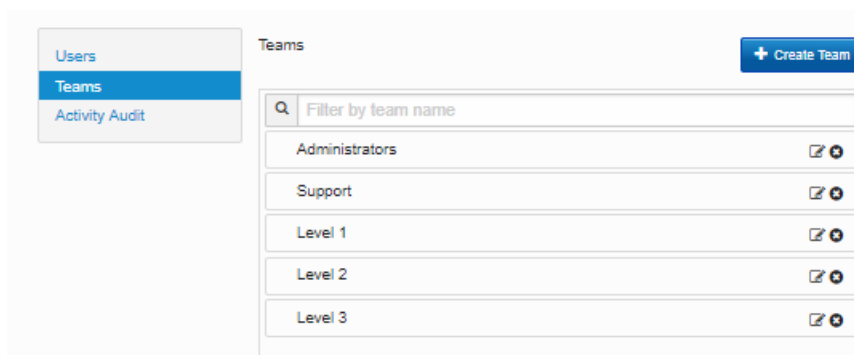 Users
Teams
Activity Audit
Teams
Create Team
Filter by team name
Administrators
Support
Level 1
Level 2
Level 3